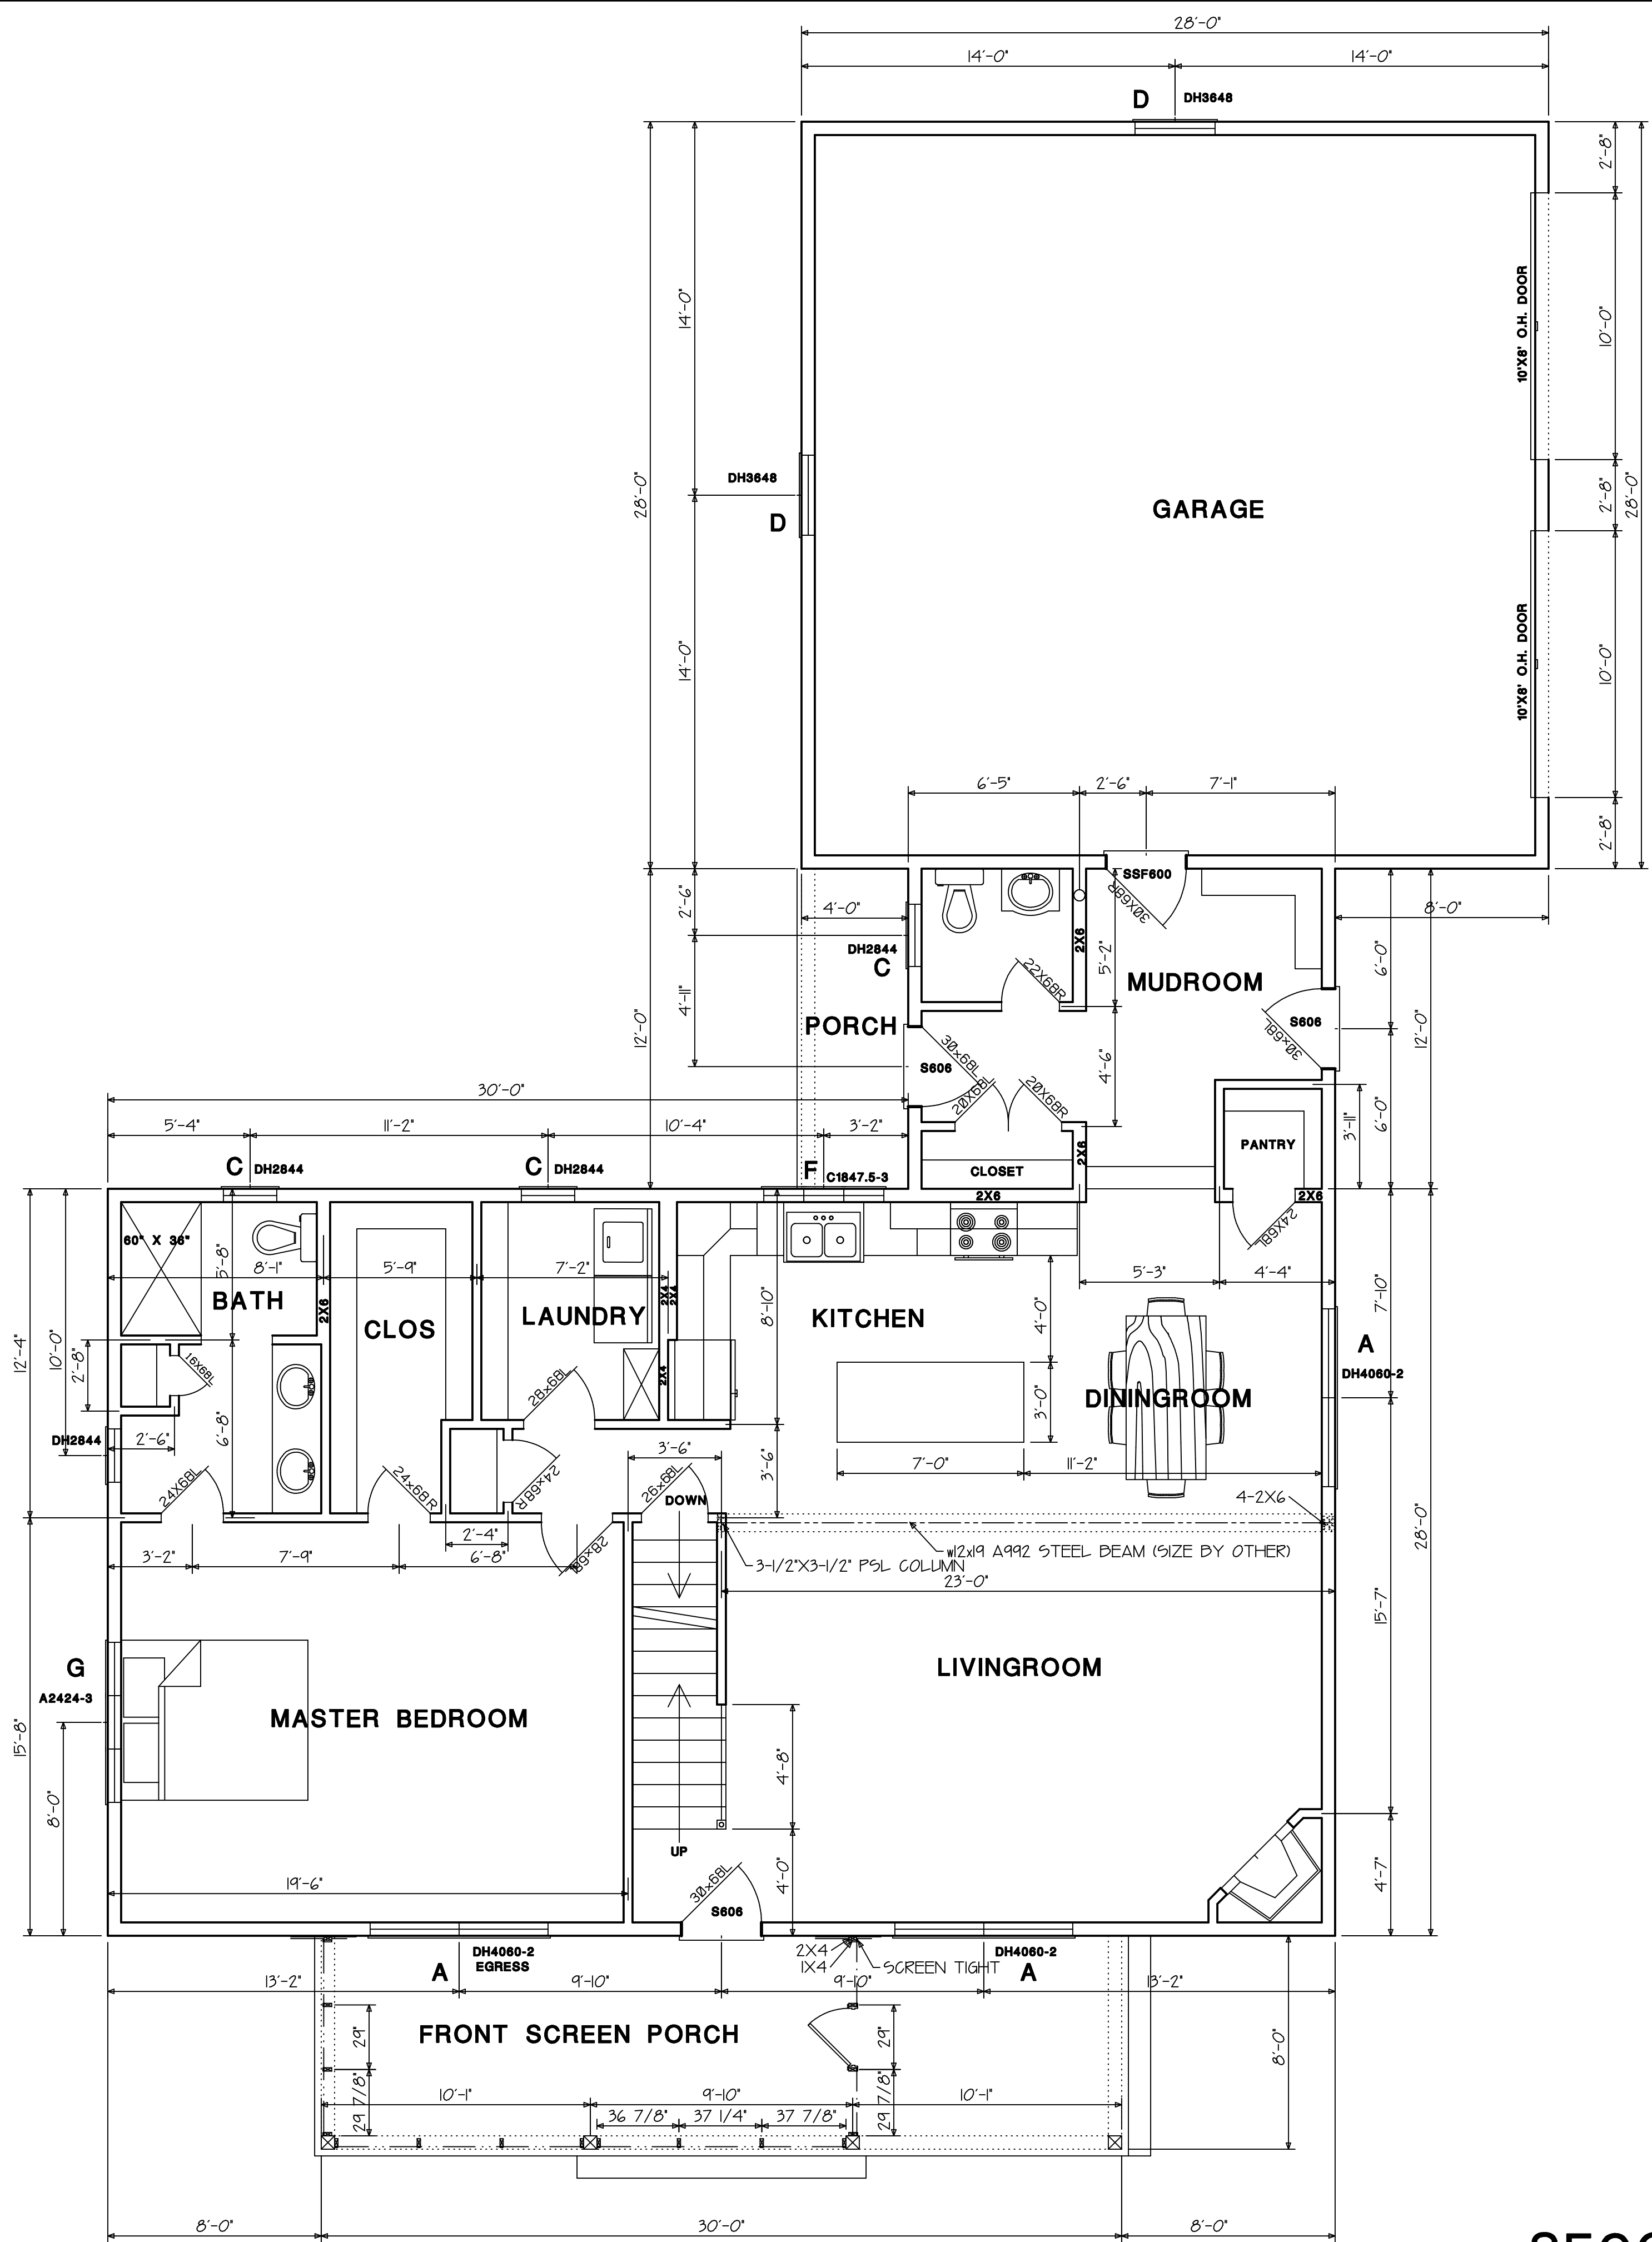 28'-0"
14'-0" 14'-0"
D DH3648
2'-8"
14'-0"
10'X8' O.H. DOOR
10'-0"
28'-0"
DH3648
D
GARAGE
2'-8"
28'-0"
14'-0"
10'X8' O.H. DOOR
10'-0"
6'-5" 2'-6" 7'-1"
2'-8"
SSF600
30X68R
2'-6"
4'-0"
8'-0"
DH2844
C
2X6
5'-2"
22X68R
MUDROOM
6'-0"
4'-11"
PORCH
12'-0"
S606
30x68L
S606
30x68L
4'-6"
12'-0"
20X68L
20X68R
30'-0"
5'-4" 11'-2" 10'-4" 3'-2"
3'-11"
6'-0"
PANTRY
2X6
CLOSET
C DH2844
C DH2844
F C1847.5-3
2X6
2X6
24X68L
60" X 36"
5'-8"
8'-1" 5'-9" 7'-2"
5'-3" 4'-4"
BATH
2X6
CLOS
LAUNDRY
2X4
2X4
8'-10"
KITCHEN
4'-0"
7'-10"
12'-4"
10'-0"
2'-8"
16X68L
28x68L
2X4
3'-0"
DININGROOM
A
DH4060-2
DH2844
2'-6"
6'-8"
24X68L
24x68R
24x68R
3'-6"
26x68L
DOWN
3'-6"
7'-0" 11'-2"
4-2X6
28'-0"
2'-4"
3'-2" 7'-9" 6'-8"
28x68L
w12x19 A992 STEEL BEAM (SIZE BY OTHER)
3-1/2"X3-1/2" PSL COLUMN
23'-0"
15'-7"
G
A2424-3
MASTER BEDROOM
LIVINGROOM
15'-8"
8'-0"
4'-8"
UP
19'-6"
30x68L
S606
4'-0"
4'-7"
DH4060-2
EGRESS
A
2X4
1X4
SCREEN TIGHT
DH4060-2
A
13'-2" 9'-10" 9'-10" 13'-2"
FRONT SCREEN PORCH
29"
29"
8'-0"
29 7/8"
29 7/8"
10'-1" 9'-10" 10'-1"
36 7/8" 37 1/4" 37 7/8"
8'-0" 30'-0" 8'-0"